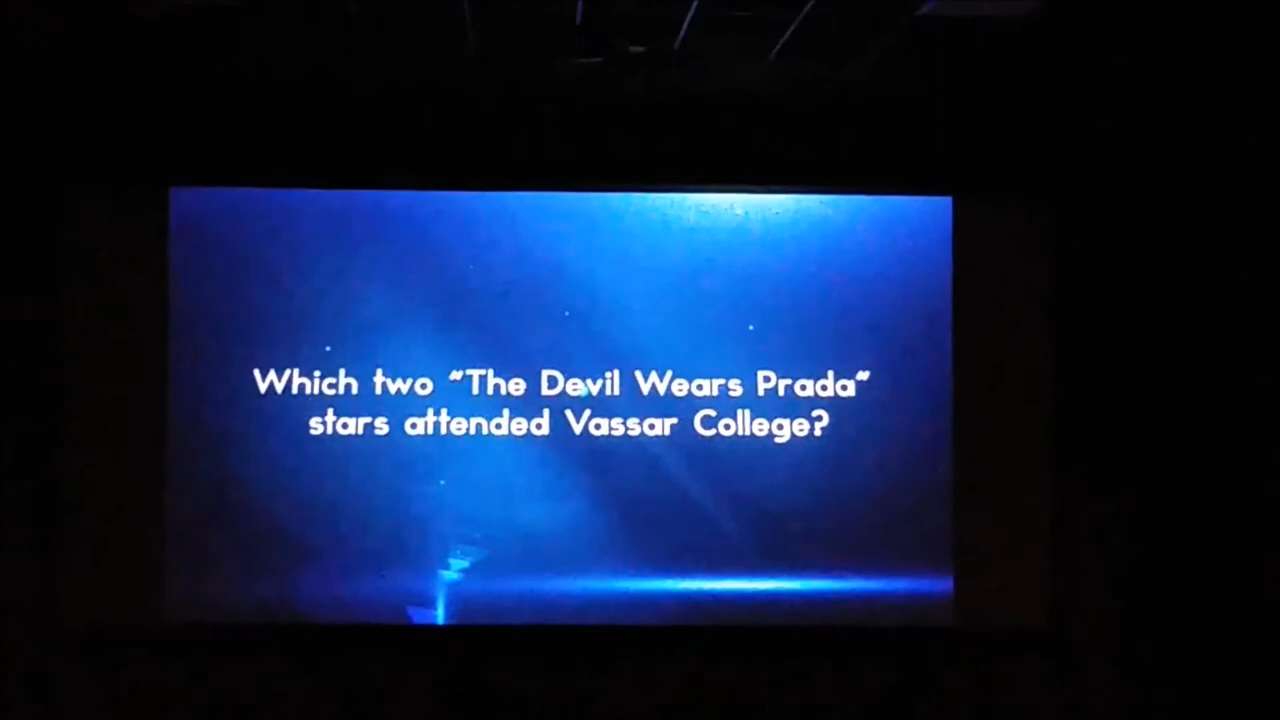 Which two “The Devil Wears Prada”
stars attended Vassar College?